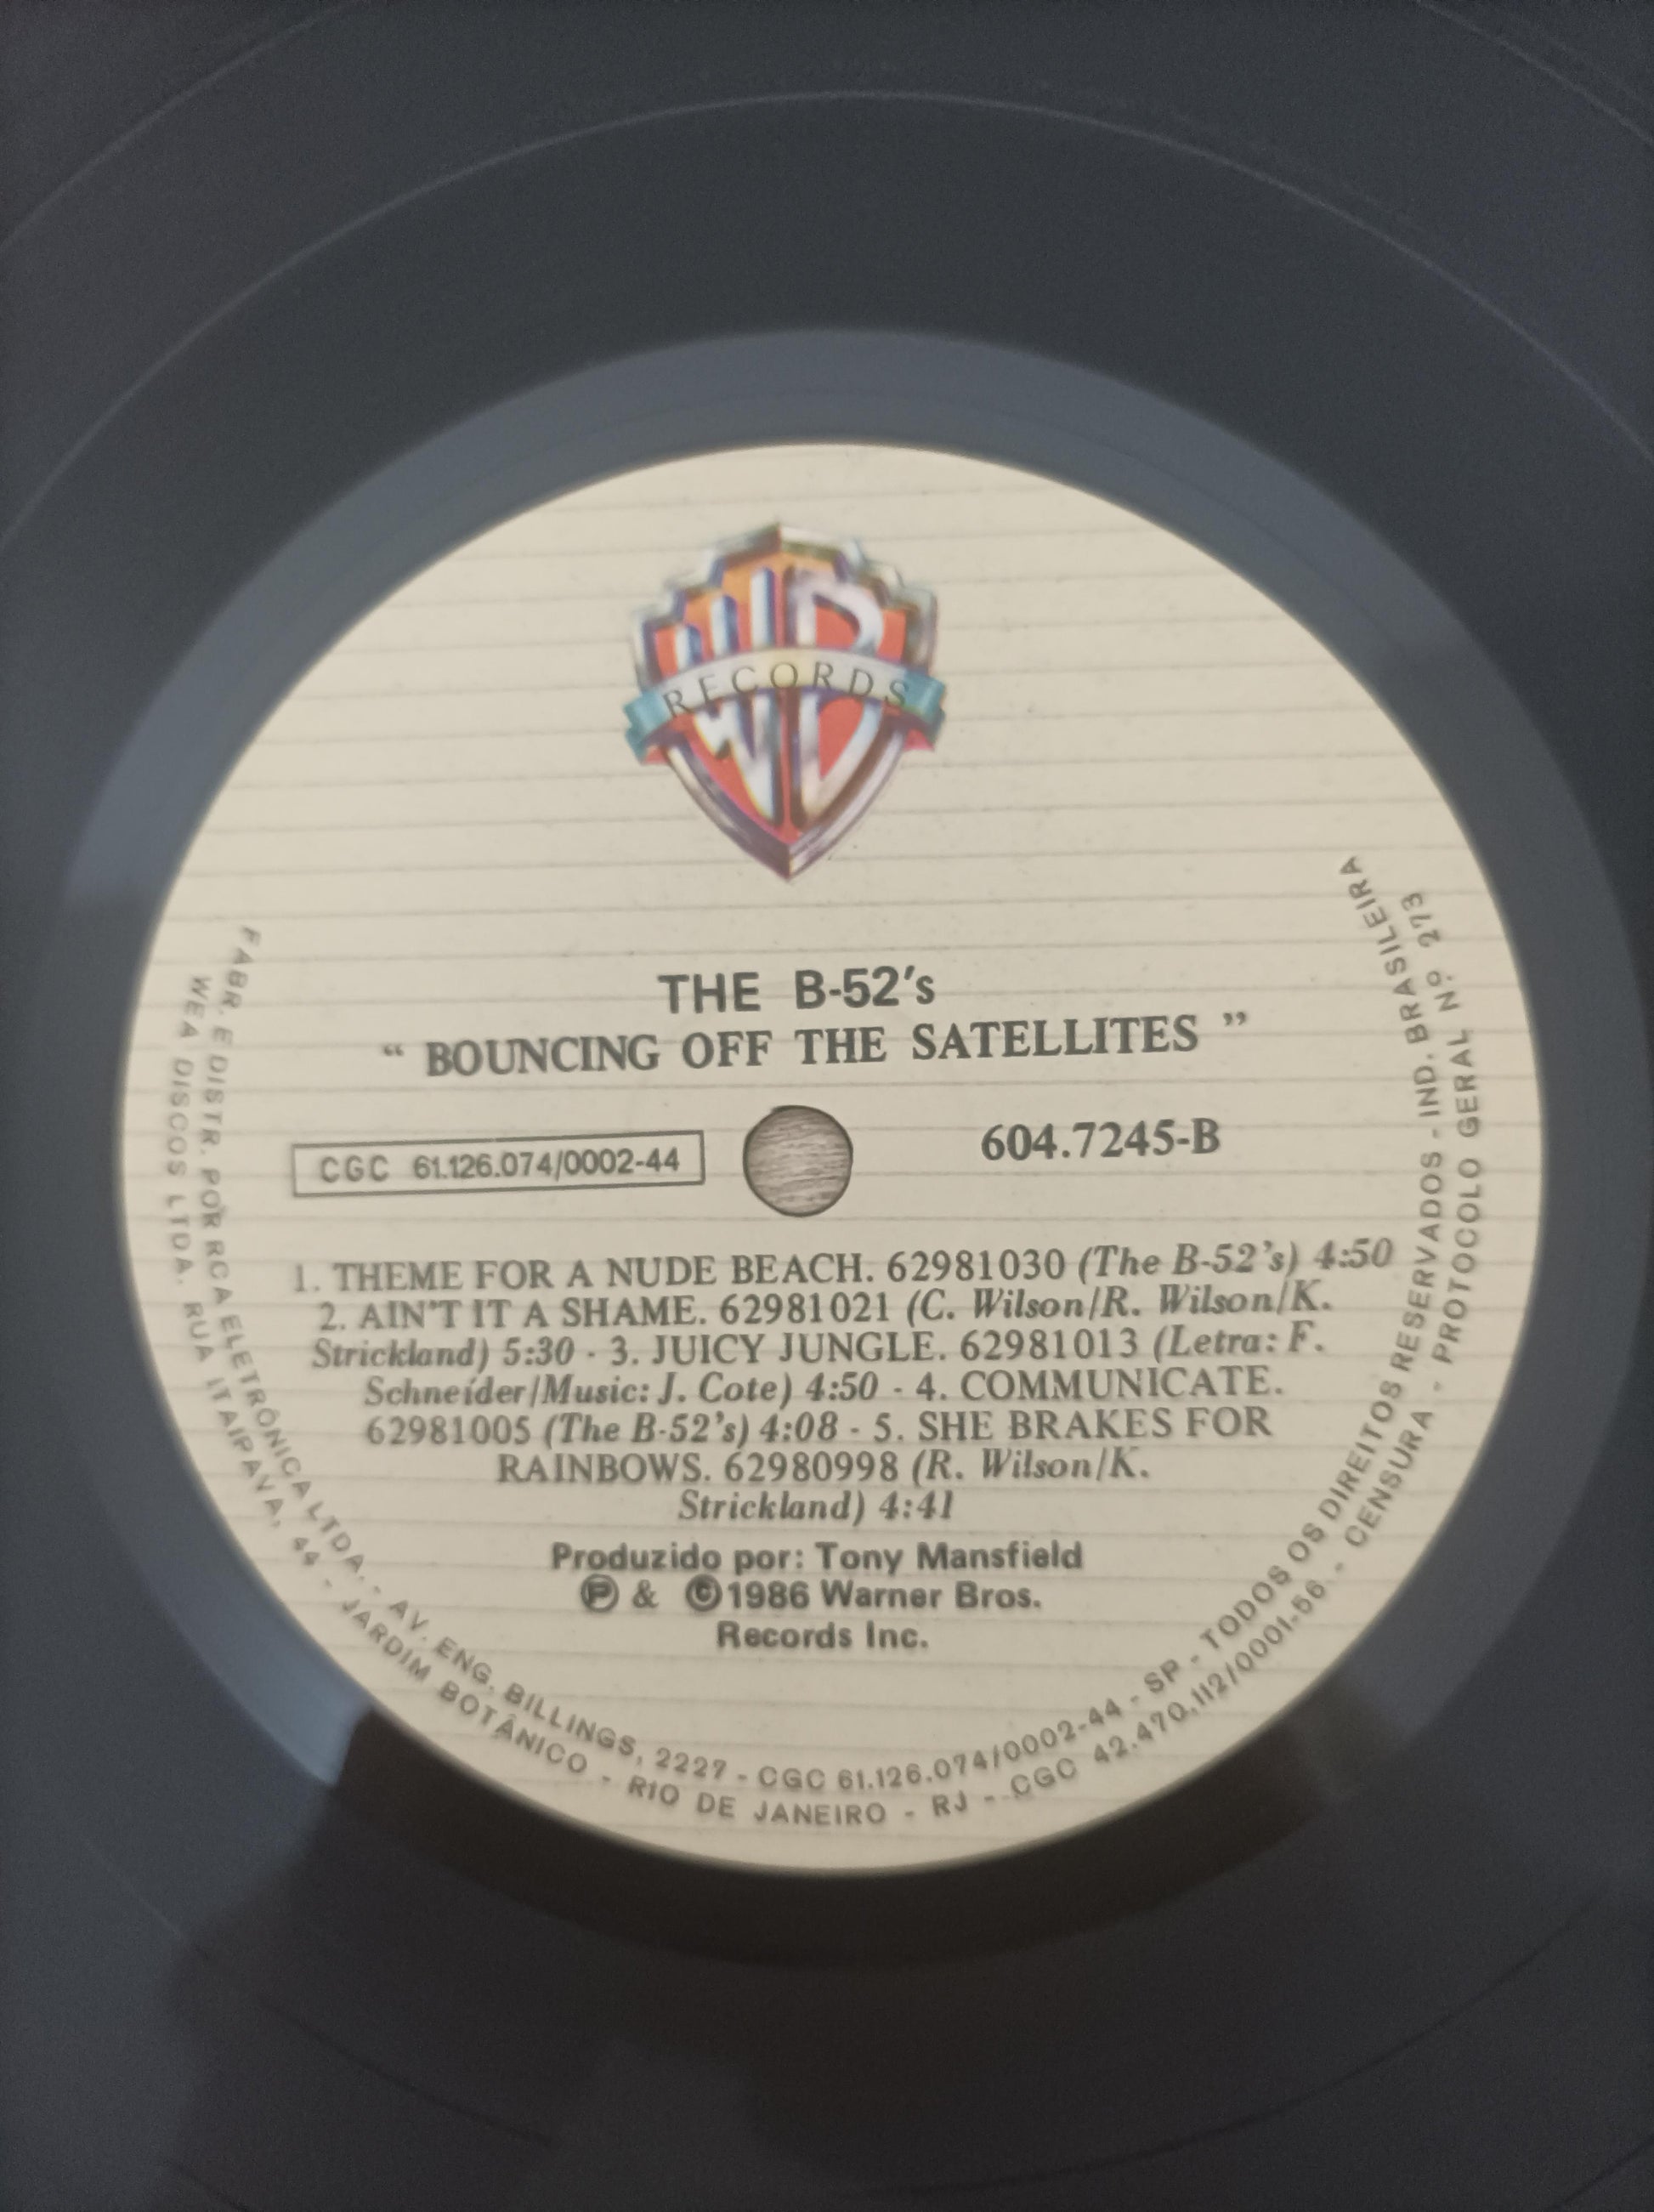 WB
RECORDS
THE B-52's
“ BOUNCING OFF THE SATELLITES ”
CGC 61.126.074/0002-44
604.7245-B
1. THEME FOR A NUDE BEACH. 62981030 (The B-52's) 4:50
2. AIN'T IT A SHAME. 62981021 (C. Wilson/R. Wilson/K.
Strickland) 5:30 - 3. JUICY JUNGLE. 62981013 (Letra: F.
Schneider/Music: J. Cote) 4:50 - 4. COMMUNICATE.
62981005 (The B-52's) 4:08 - 5. SHE BRAKES FOR
RAINBOWS. 62980998 (R. Wilson/K.
Strickland) 4:41
Produzido por: Tony Mansfield
℗ & ©1986 Warner Bros.
Records Inc.
FABR. E DISTR. POR RCA ELETRÔNICA LTDA. - AV. ENG. BILLINGS, 2227 - CGC 61.126.074/0002-44 - SP - TODOS OS DIREITOS RESERVADOS - IND. BRASILEIRA
WEA DISCOS LTDA. RUA ITAIPAVA, 44 - JARDIM BOTÂNICO - RIO DE JANEIRO - RJ - CGC 42.470.112/0001-56 - CENSURA - PROTOCOLO GERAL Nº 273